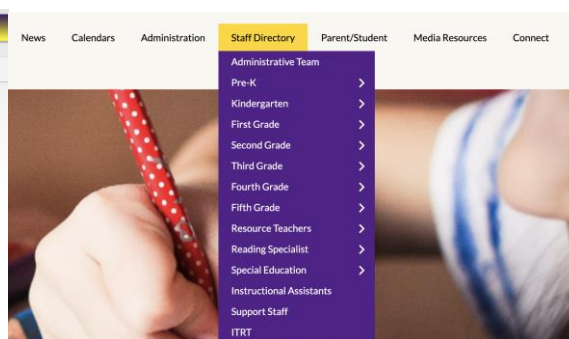 News Calendars Administration Staff Directory Parent/Student Media Resources Connect
Administrative Team
Pre-K
Kindergarten
First Grade
Second Grade
Third Grade
Fourth Grade
Fifth Grade
Resource Teachers
Reading Specialist
Special Education
Instructional Assistants
Support Staff
ITRT